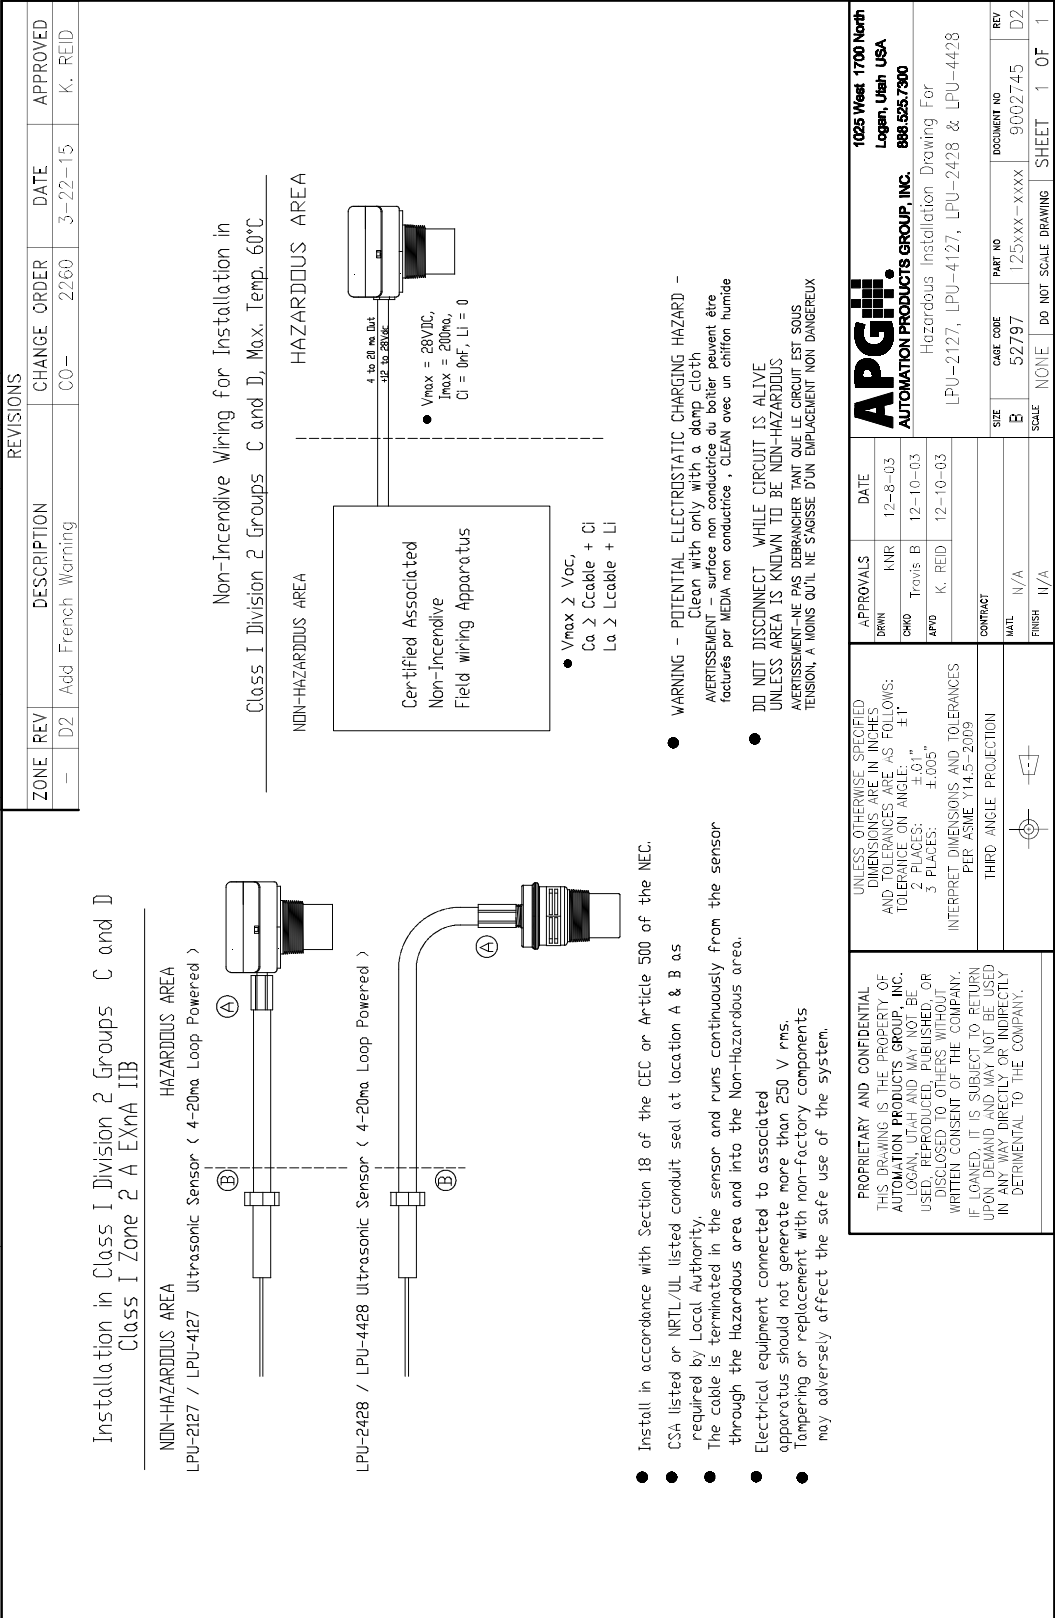 REVISIONS
ZONE REV DESCRIPTION CHANGE ORDER DATE APPROVED
- D2 Add French Warning CO- 2260 3-22-15 K. REID
Installation in Class I Division 2 Groups C and D
Class I Zone 2 A EXnA IIB
NON-HAZARDOUS AREA HAZARDOUS AREA
LPU-2127 / LPU-4127 Ultrasonic Sensor ( 4-20ma Loop Powered )
B
A
LPU-2428 / LPU-4428 Ultrasonic Sensor ( 4-20ma Loop Powered )
B
A
● Install in accordance with Section 18 of the CEC or Article 500 of the NEC.
● CSA listed or NRTL/UL listed conduit seal at location A & B as
required by Local Authority.
● The cable is terminated in the sensor and runs continuously from the sensor
through the Hazardous area and into the Non-Hazardous area.
● Electrical equipment connected to associated
apparatus should not generate more than 250 V rms.
● Tampering or replacement with non-factory components
may adversely affect the safe use of the system.
Non-Incendive Wiring for Installation in
Class I Division 2 Groups C and D, Max. Temp. 60°C
NON-HAZARDOUS AREA
HAZARDOUS AREA
Certified Associated
Non-Incendive
Field wiring Apparatus
4 to 20 ma Out
+12 to 28Vdc
● Vmax = 28VDC,
Imax = 200ma,
Ci = 0nF, Li = 0
● Vmax ≥ Voc,
Ca ≥ Ccable + Ci
La ≥ Lcable + Li
● WARNING - POTENTIAL ELECTROSTATIC CHARGING HAZARD -
Clean with only with a damp cloth
AVERTISSEMENT - surface non conductrice du boîtier peuvent être
facturés par MEDIA non conductrice , CLEAN avec un chiffon humide
● DO NOT DISCONNECT WHILE CIRCUIT IS ALIVE
UNLESS AREA IS KNOWN TO BE NON-HAZARDOUS
AVERTISSEMENT-NE PAS DEBRANCHER TANT QUE LE CIRCUIT EST SOUS
TENSION, A MOINS QU'IL NE S'AGISSE D'UN EMPLACEMENT NON DANGEREUX
PROPRIETARY AND CONFIDENTIAL
THIS DRAWING IS THE PROPERTY OF
AUTOMATION PRODUCTS GROUP, INC.
LOGAN, UTAH AND MAY NOT BE
USED, REPRODUCED, PUBLISHED, OR
DISCLOSED TO OTHERS WITHOUT
WRITTEN CONSENT OF THE COMPANY.
IF LOANED, IT IS SUBJECT TO RETURN
UPON DEMAND AND MAY NOT BE USED
IN ANY WAY DIRECTLY OR INDIRECTLY
DETRIMENTAL TO THE COMPANY.
UNLESS OTHERWISE SPECIFIED
DIMENSIONS ARE IN INCHES
AND TOLERANCES ARE AS FOLLOWS:
TOLERANCE ON ANGLE: ±1°
2 PLACES: ±.01"
3 PLACES: ±.005"
INTERPRET DIMENSIONS AND TOLERANCES
PER ASME Y14.5-2009
THIRD ANGLE PROJECTION
APPROVALS DATE
DRWN KNR 12-8-03
CHKD Travis B 12-10-03
APVD K. REID 12-10-03
CONTRACT
MATL N/A
FINISH N/A
APG
AUTOMATION PRODUCTS GROUP, INC.
1025 West 1700 North
Logan, Utah USA
888.525.7300
Hazardous Installation Drawing For
LPU-2127, LPU-4127, LPU-2428 & LPU-4428
SIZE B
CAGE CODE 52797
PART NO 125xxx-xxxx
DOCUMENT NO 9002745
REV D2
SCALE NONE
DO NOT SCALE DRAWING
SHEET 1 OF 1